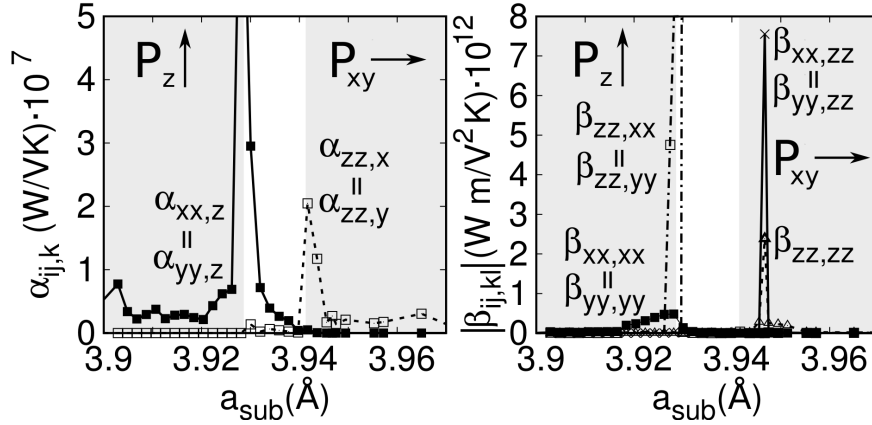 α_ij,k (W/VK)·10^7
5
4
3
2
1
0
P_z
P_xy
α_zz,x
=
α_zz,y
α_xx,z
=
α_yy,z
3.9
3.92
3.94
3.96
a_sub(Å)
|β_ij,kl|(W m/V^2K)·10^12
8
7
6
5
4
3
2
1
0
P_z
β_xx,zz
=
β_yy,zz
β_zz,xx
=
β_zz,yy
P_xy
β_xx,xx
=
β_yy,yy
β_zz,zz
3.9
3.92
3.94
3.96
a_sub(Å)